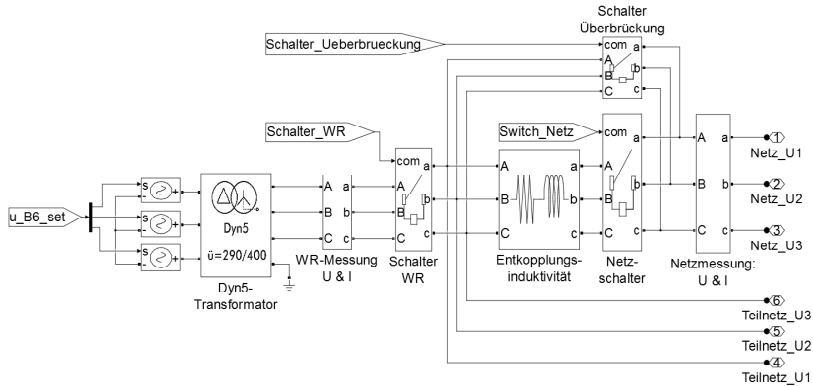 Schalter
Überbrückung
Schalter_Ueberbrueckung
com a
A
B b
C c
Schalter_WR
Switch_Netz
com
a
A
B b
C c
com
a
A
B b
C c
A a
B b
C c
A a
B b
C c
A a
B b
C c
1
Netz_U1
2
Netz_U2
3
Netz_U3
u_B6_set
s
-
+
s
-
+
s
-
+
Dyn5
ü=290/400
Dyn5-
Transformator
WR-Messung
U & I
Schalter
WR
Entkopplungs-
induktivität
Netz-
schalter
Netzmessung:
U & I
6
Teilnetz_U3
5
Teilnetz_U2
4
Teilnetz_U1